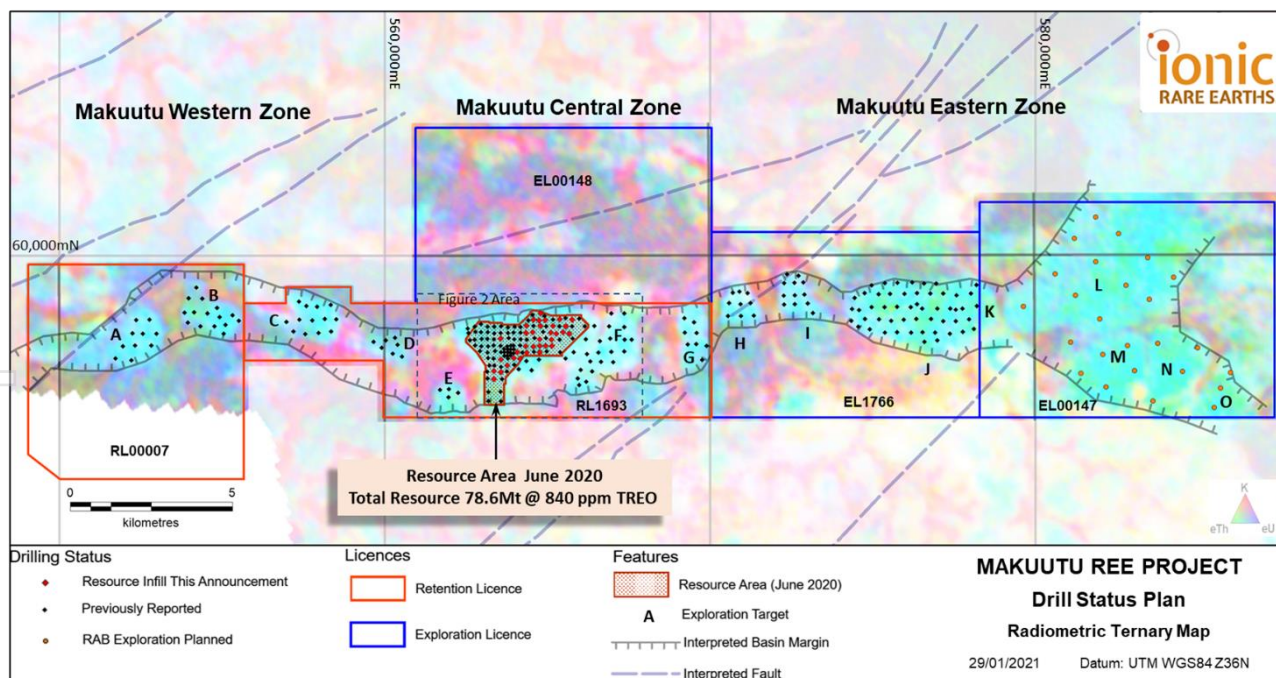 560,000mE
580,000mE
ionic
RARE EARTHS
Makuutu Western Zone
Makuutu Central Zone
Makuutu Eastern Zone
EL00148
60,000mN
Figure 2 Area
A
B
C
D
E
F
G
H
I
J
K
L
M
N
O
RL1693
EL1766
EL00147
RL00007
Resource Area June 2020
Total Resource 78.6Mt @ 840 ppm TREO
0 5
kilometres
K
eTh eU
Drilling Status
Resource Infill This Announcement
Previously Reported
RAB Exploration Planned
Licences
Retention Licence
Exploration Licence
Features
Resource Area (June 2020)
A Exploration Target
Interpreted Basin Margin
Interpreted Fault
MAKUUTU REE PROJECT
Drill Status Plan
Radiometric Ternary Map
29/01/2021 Datum: UTM WGS84 Z36N